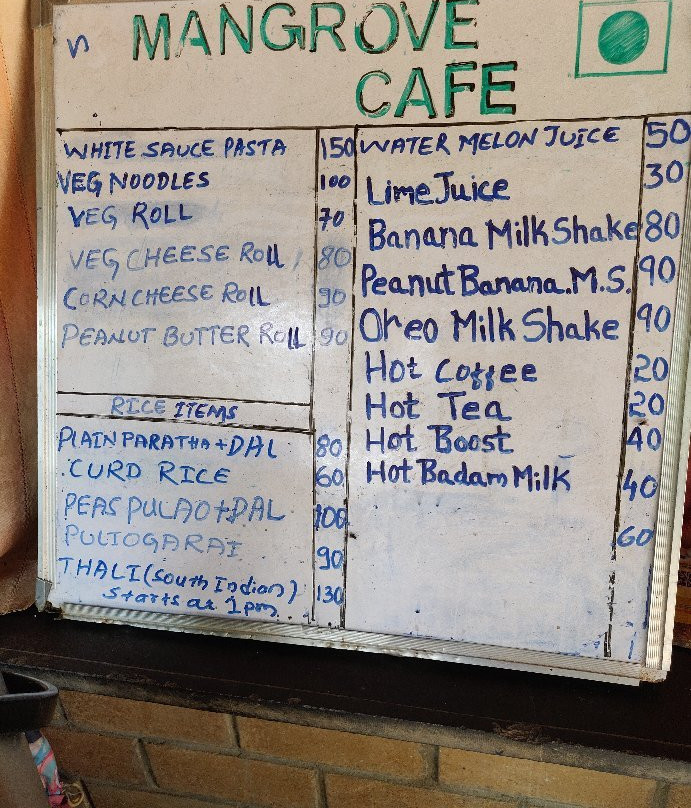 MANGROVE
CAFE
WHITE SAUCE PASTA 150
VEG NOODLES 100
VEG ROLL 70
VEG CHEESE ROLL 80
CORN CHEESE ROLL 90
PEANUT BUTTER ROLL 90
RICE ITEMS
PLAIN PARATHA + DAL 80
CURD RICE 60
PEAS PULAO + DAL 100
PULIOGARAI 90
THALI (South Indian) 130
starts at 1pm
WATER MELON JUICE 50
Lime Juice 30
Banana Milk Shake 80
Peanut Banana.M.S. 90
Oreo Milk Shake 90
Hot Coffee 20
Hot Tea 20
Hot Boost 40
Hot Badam Milk 40
60